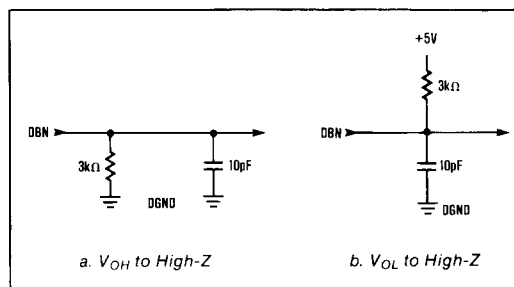 DBN
3kΩ
10pF
DGND
a. VOH to High-Z
+5V
3kΩ
DBN
10pF
DGND
b. VOL to High-Z